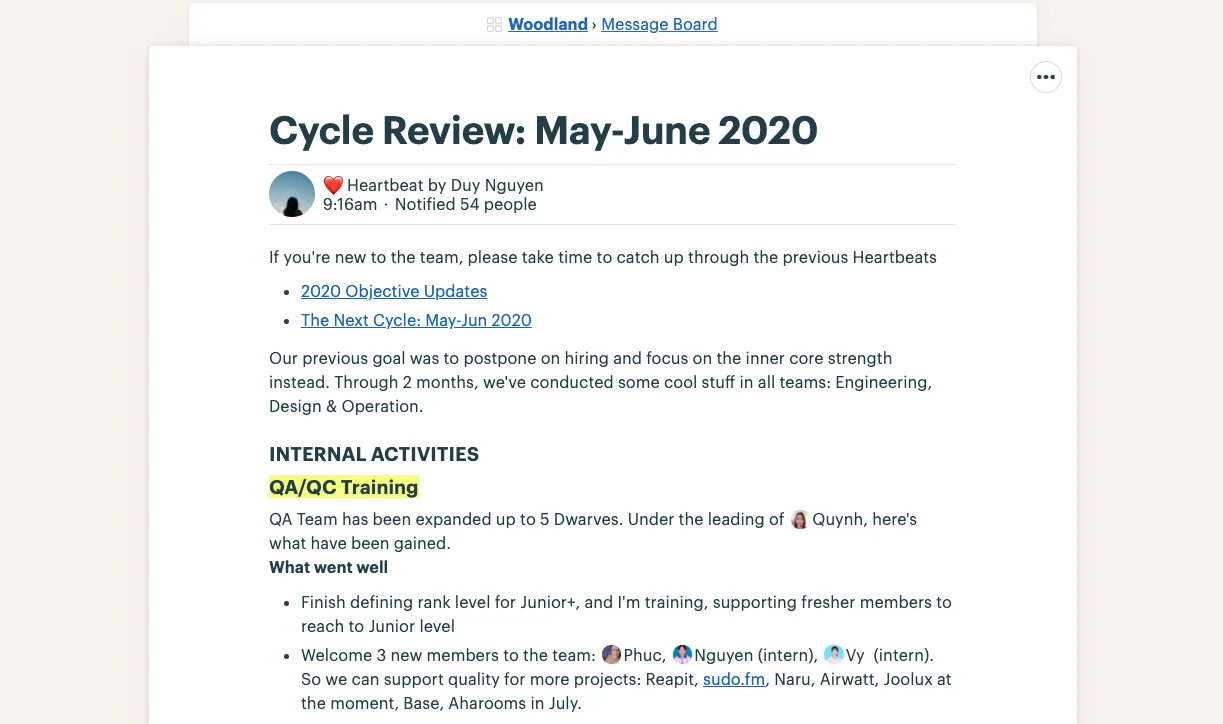 Woodland › Message Board
Cycle Review: May-June 2020
❤️ Heartbeat by Duy Nguyen
9:16am · Notified 54 people
If you're new to the team, please take time to catch up through the previous Heartbeats
• 2020 Objective Updates
• The Next Cycle: May-Jun 2020
Our previous goal was to postpone on hiring and focus on the inner core strength
instead. Through 2 months, we've conducted some cool stuff in all teams: Engineering,
Design & Operation.
INTERNAL ACTIVITIES
QA/QC Training
QA Team has been expanded up to 5 Dwarves. Under the leading of Quynh, here's
what have been gained.
What went well
• Finish defining rank level for Junior+, and I'm training, supporting fresher members to
reach to Junior level
• Welcome 3 new members to the team: Phuc, Nguyen (intern), Vy (intern).
So we can support quality for more projects: Reapit, sudo.fm, Naru, Airwatt, Joolux at
the moment, Base, Aharooms in July.